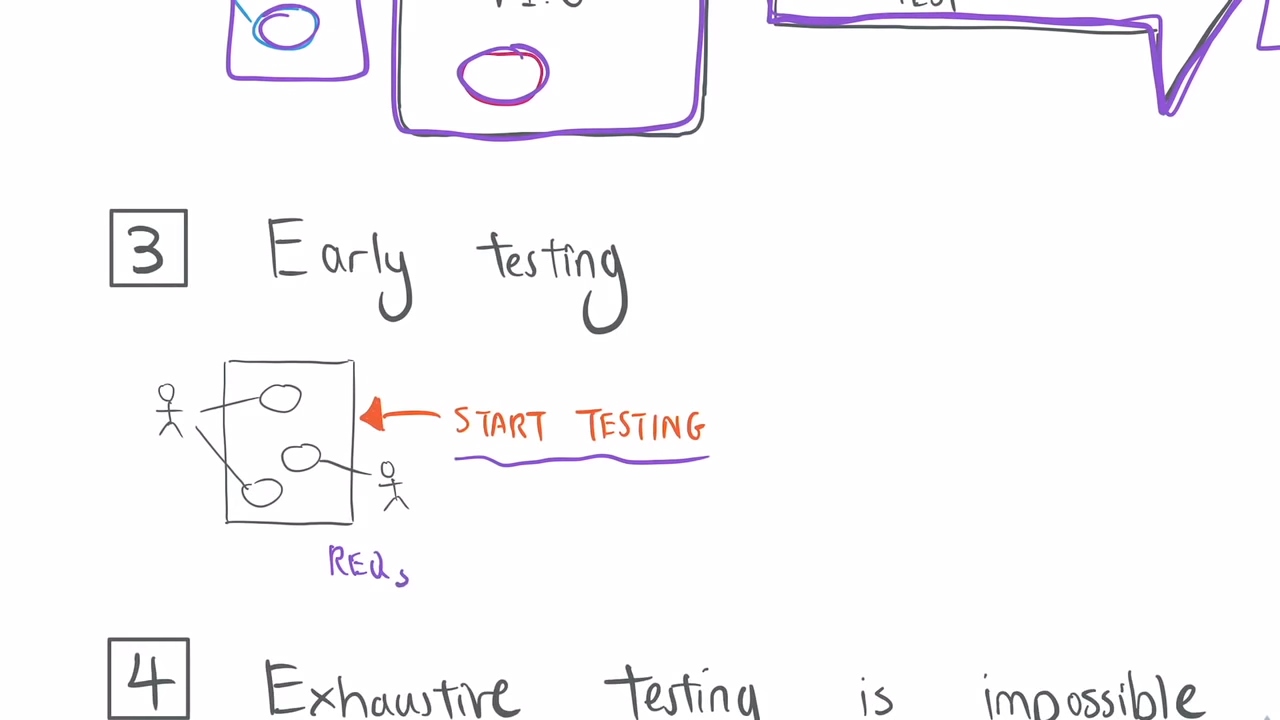 3 Early testing
START TESTING
REQs
4 Exhaustive testing is impossible